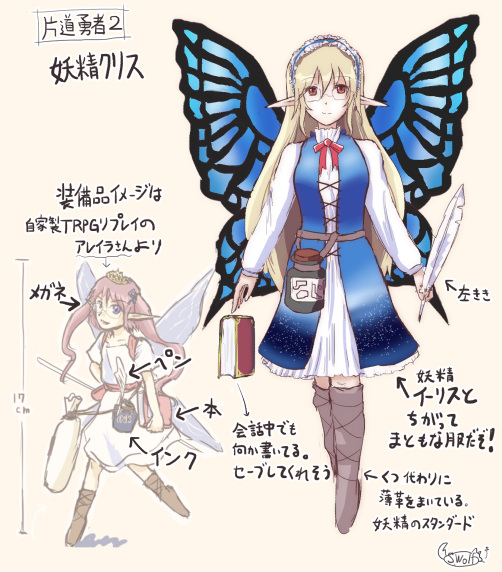 片道勇者2
妖精クリス
装備品イメージは
自家製TRPGリプレイの
アレイラさんより
メガネ
17cm
ペン
本
インク
左きき
会話中でも
何か書いてる。
セーブしてくれそう
妖精
イーリスと
ちがって
まともな服だぞ!
くつ代わりに
薄革をまいている。
妖精のスタンダード
SWolf